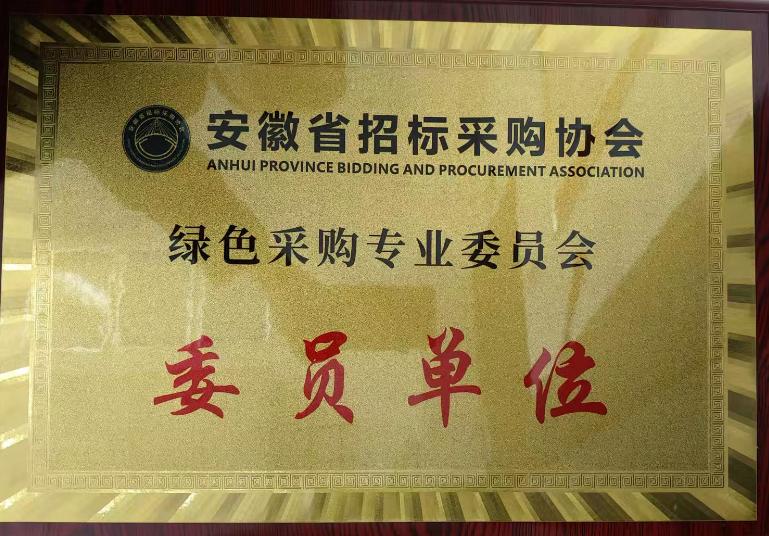 安徽省招标采购协会
ANHUI PROVINCE BIDDING AND PROCUREMENT ASSOCIATION
绿色采购专业委员会
委员单位